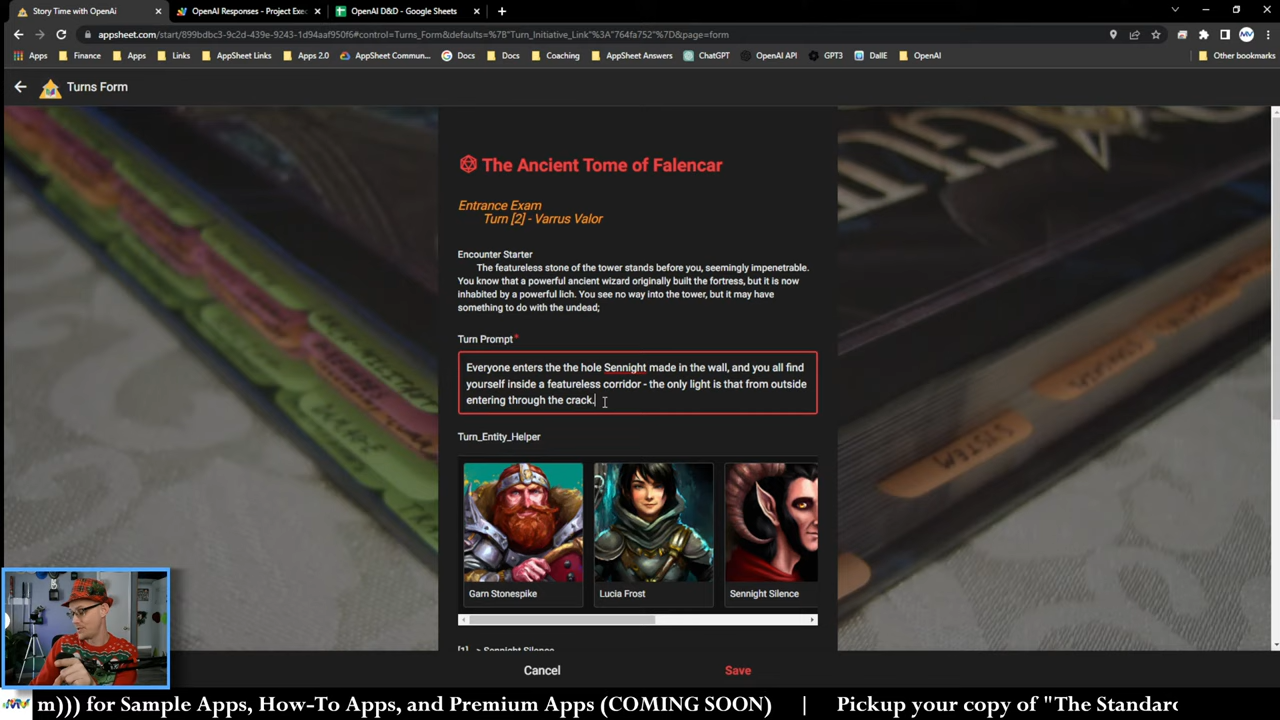 Story Time with OpenAi
OpenAI Responses - Project Exec
OpenAI D&D - Google Sheets
appsheet.com/start/899bdbc3-9c2d-439e-9243-1d94aaf950f6#control=Turns_Form&defaults=%7B"Turn_Initiative_Link"%3A"764fa752"%7D&page=form
Apps
Finance
Apps
Links
AppSheet Links
Apps 2.0
AppSheet Commun...
Docs
Docs
Coaching
AppSheet Answers
ChatGPT
OpenAI API
GPT3
DallE
OpenAI
Other bookmarks
Turns Form
The Ancient Tome of Falencar
Entrance Exam
Turn [2] - Varrus Valor
Encounter Starter
The featureless stone of the tower stands before you, seemingly impenetrable.
You know that a powerful ancient wizard originally built the fortress, but it is now
inhabited by a powerful lich. You see no way into the tower, but it may have
something to do with the undead;
Turn Prompt*
Everyone enters the the hole Sennight made in the wall, and you all find
yourself inside a featureless corridor - the only light is that from outside
entering through the crack.
Turn_Entity_Helper
Garn Stonespike
Lucia Frost
Sennight Silence
[1] -> Sennight Silence
Cancel
Save
m))) for Sample Apps, How-To Apps, and Premium Apps (COMING SOON) | Pickup your copy of "The Standard